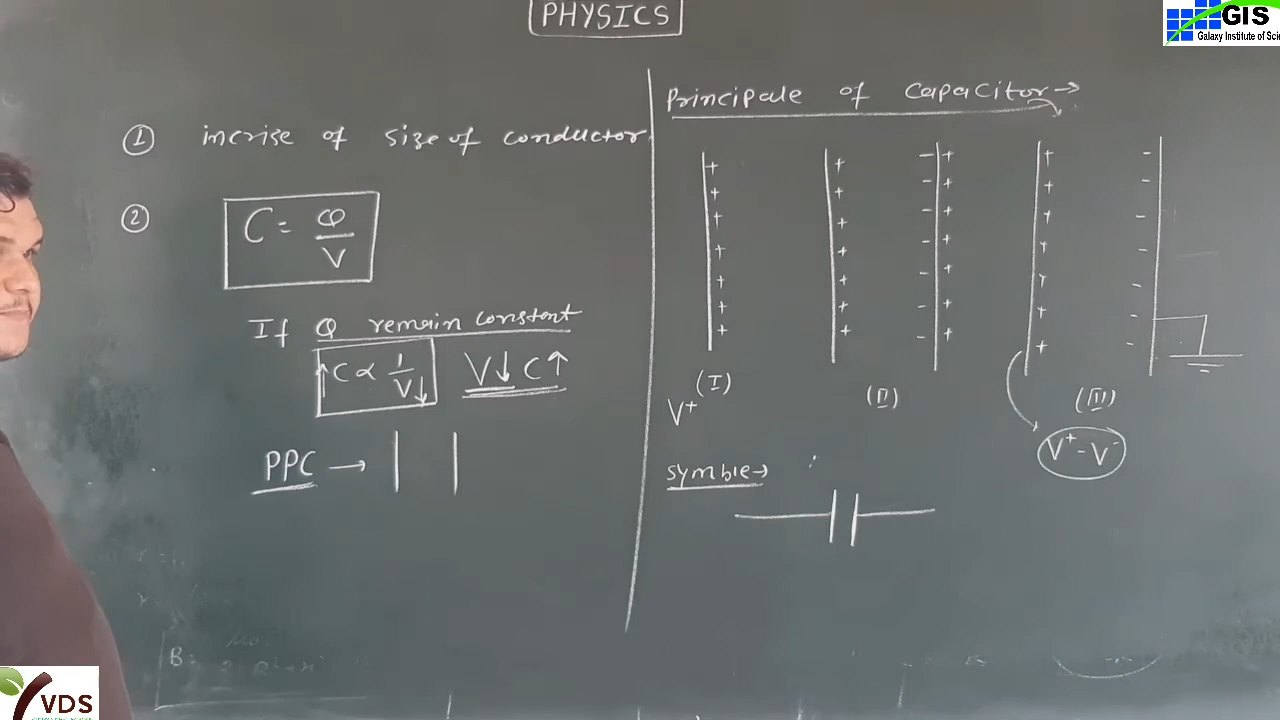 PHYSICS
GIS
Galaxy Institute of Scie
① incrise of size of conductor
② C = Q/V
If Q remain constant
↑C ∝ 1/V↓ V↓ C↑
PPC →
Principale of capacitor →
+ + + + + + +
+ + + + + + +
- - - - - - -
+ + + + + + +
+ + + + + + +
- - - - - - -
(I) (II) (III)
V⁺
V⁺ - V⁻
symble →
B =
VDS